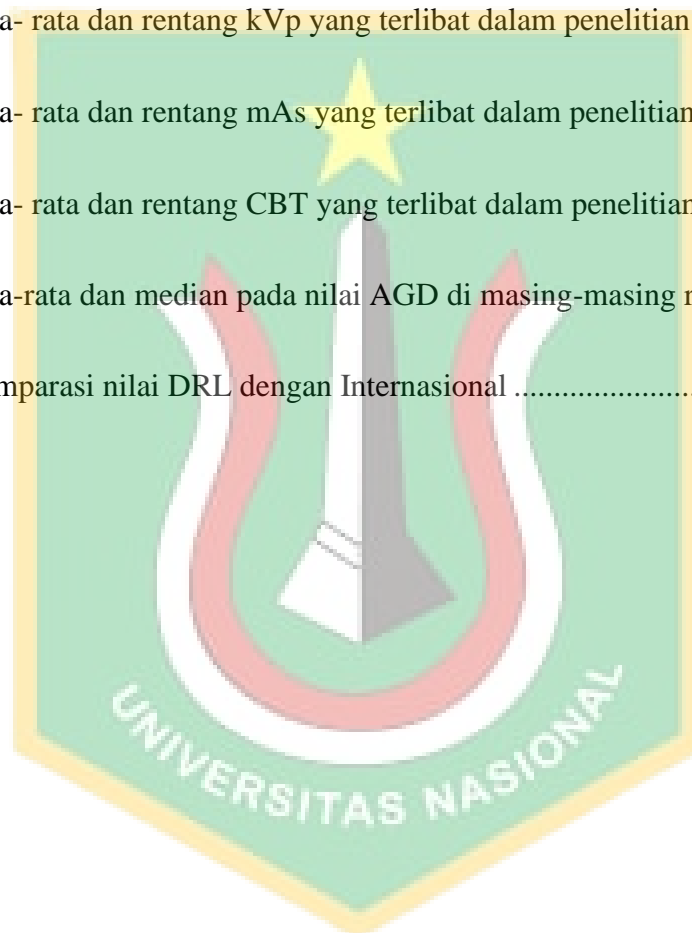 a- rata dan rentang kVp yang terlibat dalam penelitian
a- rata dan rentang mAs yang terlibat dalam penelitian
a- rata dan rentang CBT yang terlibat dalam penelitian
a-rata dan median pada nilai AGD di masing-masing
mparasi nilai DRL dengan Internasional ......................
UNIVERSITAS NASIONAL